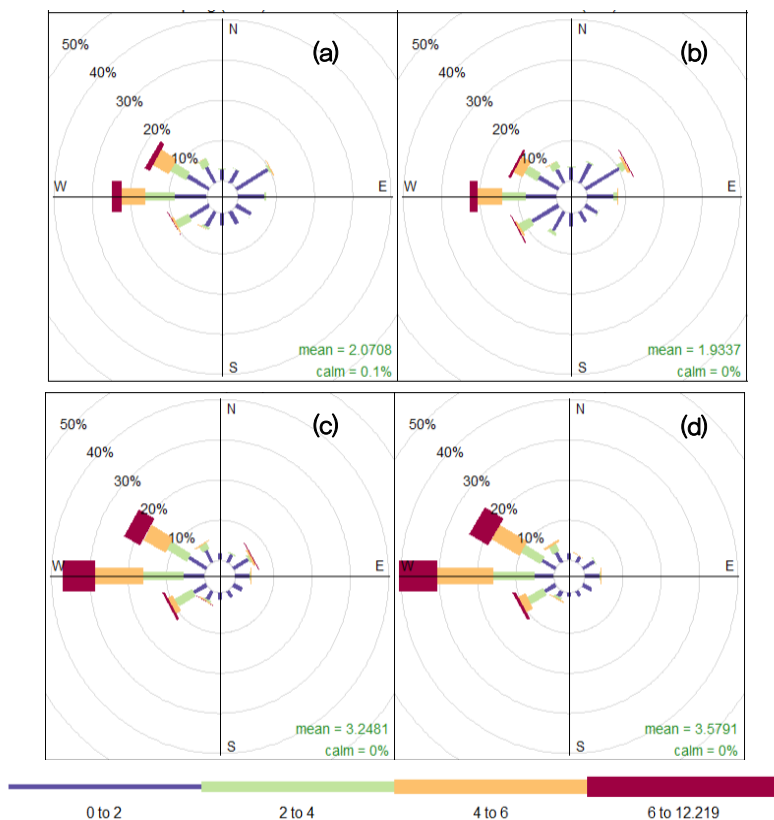 N
(a)
50%
40%
30%
20%
10%
W
E
mean = 2.0708
S
calm = 0.1%
N
(b)
50%
40%
30%
20%
10%
W
E
mean = 1.9337
S
calm = 0%
N
(c)
50%
40%
30%
20%
10%
W
E
mean = 3.2481
S
calm = 0%
N
(d)
50%
40%
30%
20%
10%
W
E
mean = 3.5791
S
calm = 0%
0 to 2
2 to 4
4 to 6
6 to 12.219